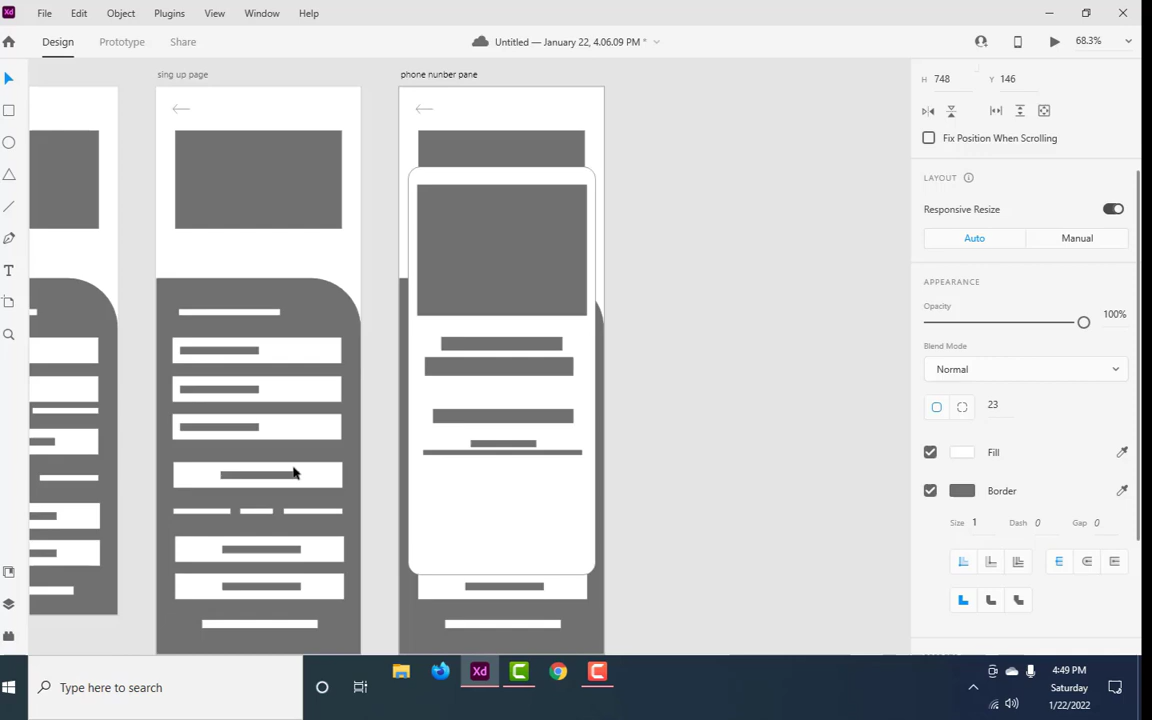 Xd File Edit Object Plugins View Window Help
Design Prototype Share Untitled — January 22, 4.06.09 PM * 68.3%
sing up page phone nunber pane
H 748 Y 146
Fix Position When Scrolling
LAYOUT
Responsive Resize
Auto Manual
APPEARANCE
Opacity
100%
Blend Mode
Normal
23
Fill
Border
Size 1 Dash 0 Gap 0
T
Type here to search Xd
4:49 PM
Saturday
1/22/2022